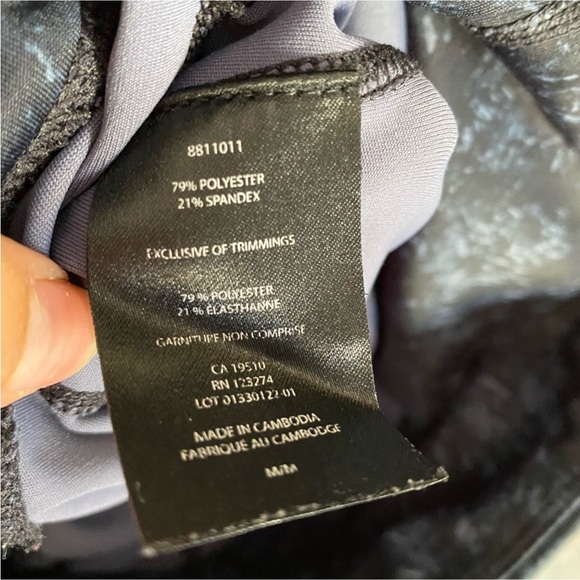 8811011
79% POLYESTER
21% SPANDEX
EXCLUSIVE OF TRIMMINGS
79 % POLYESTER
21 % ÉLASTHANNE
GARNITURE NON COMPRISE
CA 19510
RN 123274
LOT 01330122-01
MADE IN CAMBODIA
FABRIQUÉ AU CAMBODGE
M/M